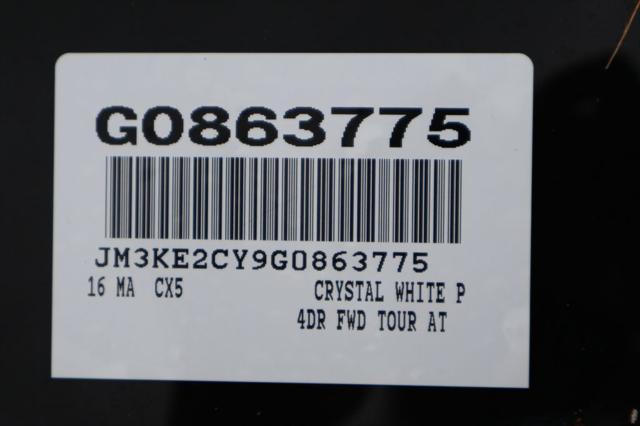 G0863775
JM3KE2CY9G0863775
16 MA CX5 CRYSTAL WHITE P
4DR FWD TOUR AT